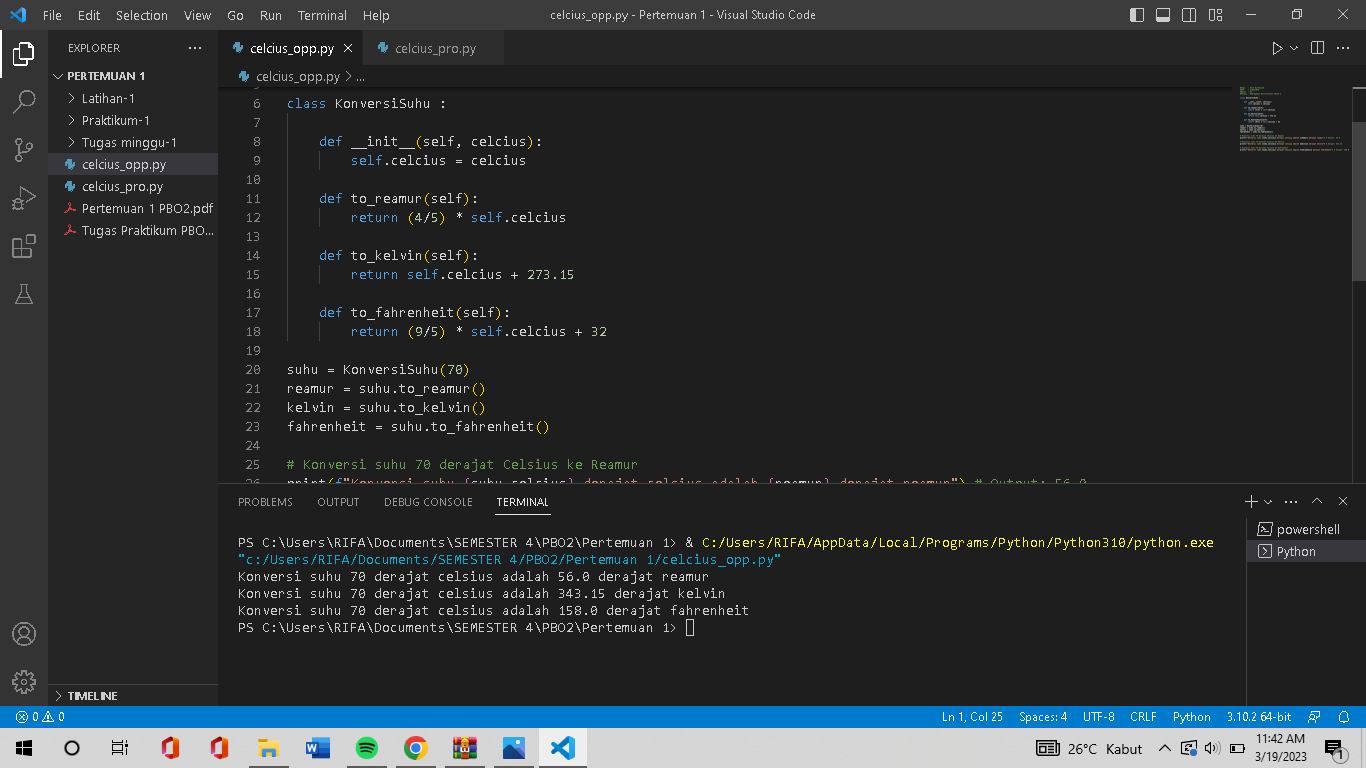 File Edit Selection View Go Run Terminal Help
celcius_opp.py - Pertemuan 1 - Visual Studio Code
EXPLORER
PERTEMUAN 1
Latihan-1
Praktikum-1
Tugas minggu-1
celcius_opp.py
celcius_pro.py
Pertemuan 1 PBO2.pdf
Tugas Praktikum PBO...
TIMELINE
celcius_opp.py
celcius_pro.py
celcius_opp.py > ...
6 class KonversiSuhu :
7
8 def __init__(self, celcius):
9 self.celcius = celcius
10
11 def to_reamur(self):
12 return (4/5) * self.celcius
13
14 def to_kelvin(self):
15 return self.celcius + 273.15
16
17 def to_fahrenheit(self):
18 return (9/5) * self.celcius + 32
19
20 suhu = KonversiSuhu(70)
21 reamur = suhu.to_reamur()
22 kelvin = suhu.to_kelvin()
23 fahrenheit = suhu.to_fahrenheit()
24
25 # Konversi suhu 70 derajat Celsius ke Reamur
PROBLEMS OUTPUT DEBUG CONSOLE TERMINAL
PS C:\Users\RIFA\Documents\SEMESTER 4\PBO2\Pertemuan 1> & C:/Users/RIFA/AppData/Local/Programs/Python/Python310/python.exe
"c:/Users/RIFA/Documents/SEMESTER 4/PBO2/Pertemuan 1/celcius_opp.py"
Konversi suhu 70 derajat celsius adalah 56.0 derajat reamur
Konversi suhu 70 derajat celsius adalah 343.15 derajat kelvin
Konversi suhu 70 derajat celsius adalah 158.0 derajat fahrenheit
PS C:\Users\RIFA\Documents\SEMESTER 4\PBO2\Pertemuan 1>
powershell
Python
0 0
Ln 1, Col 25 Spaces: 4 UTF-8 CRLF Python 3.10.2 64-bit
26°C Kabut
11:42 AM
3/19/2023
1